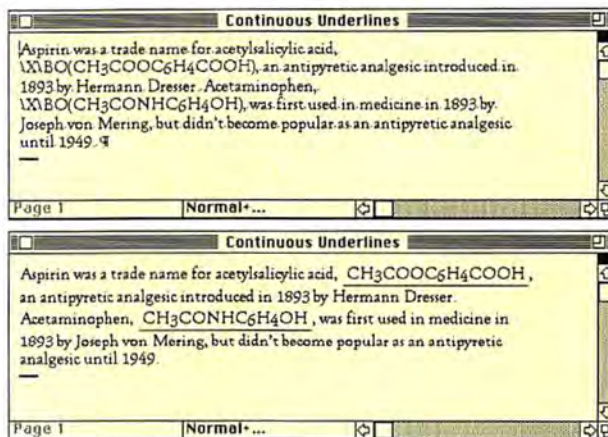 Continuous Underlines
Aspirin was a trade name for acetylsalicylic acid,
\X\BO(CH3COOC6H4COOH), an antipyretic analgesic introduced in
1893 by Hermann Dresser. Acetaminophen,
\X\BO(CH3CONHC6H4OH), was first used in medicine in 1893 by
Joseph von Mering, but didn't become popular as an antipyretic analgesic
until 1949. ¶
Page 1 Normal+...
Continuous Underlines
Aspirin was a trade name for acetylsalicylic acid, CH3COOC6H4COOH,
an antipyretic analgesic introduced in 1893 by Hermann Dresser.
Acetaminophen, CH3CONHC6H4OH, was first used in medicine in
1893 by Joseph von Mering, but didn't become popular as an antipyretic
analgesic until 1949.
Page 1 Normal+...